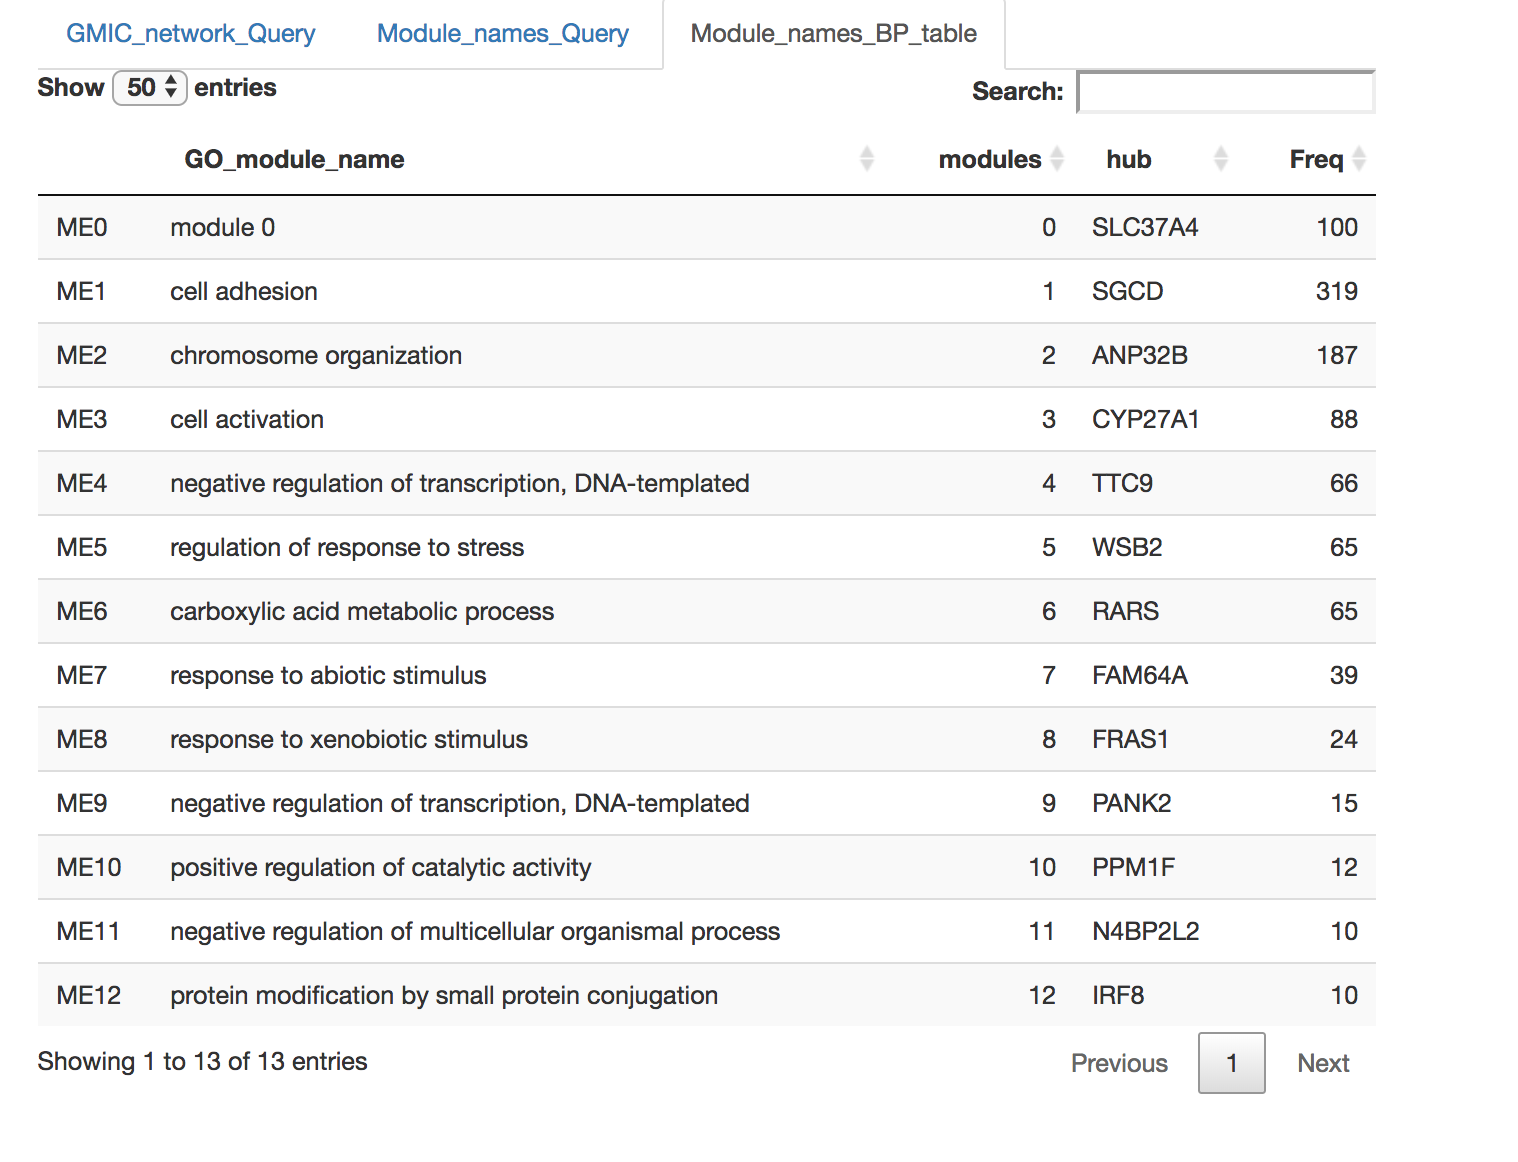 GMIC_network_Query Module_names_Query Module_names_BP_table
Show 50 entries Search:
GO_module_name modules hub Freq
ME0 module 0 0 SLC37A4 100
ME1 cell adhesion 1 SGCD 319
ME2 chromosome organization 2 ANP32B 187
ME3 cell activation 3 CYP27A1 88
ME4 negative regulation of transcription, DNA-templated 4 TTC9 66
ME5 regulation of response to stress 5 WSB2 65
ME6 carboxylic acid metabolic process 6 RARS 65
ME7 response to abiotic stimulus 7 FAM64A 39
ME8 response to xenobiotic stimulus 8 FRAS1 24
ME9 negative regulation of transcription, DNA-templated 9 PANK2 15
ME10 positive regulation of catalytic activity 10 PPM1F 12
ME11 negative regulation of multicellular organismal process 11 N4BP2L2 10
ME12 protein modification by small protein conjugation 12 IRF8 10
Showing 1 to 13 of 13 entries Previous 1 Next